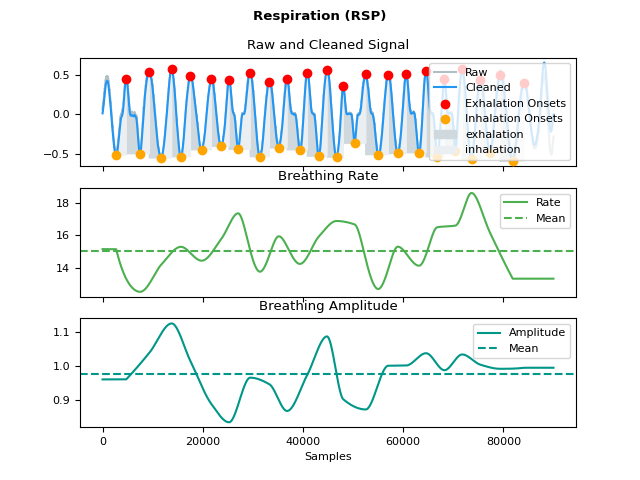 Respiration (RSP)
Raw and Cleaned Signal
0.5
0.0
−0.5
Raw
Cleaned
Exhalation Onsets
Inhalation Onsets
exhalation
inhalation
Breathing Rate
18
16
14
Rate
Mean
Breathing Amplitude
1.1
1.0
0.9
Amplitude
Mean
0 20000 40000 60000 80000
Samples